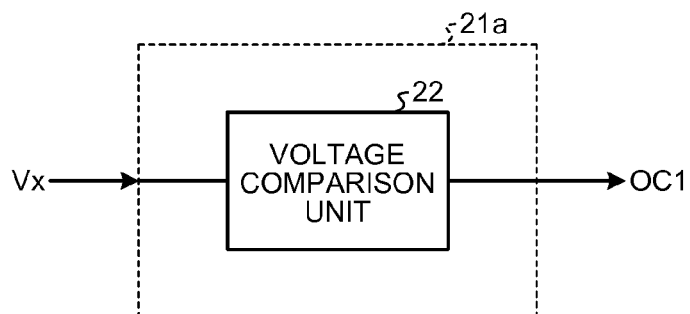 21a
22
VOLTAGE
COMPARISON
UNIT
Vx
OC1